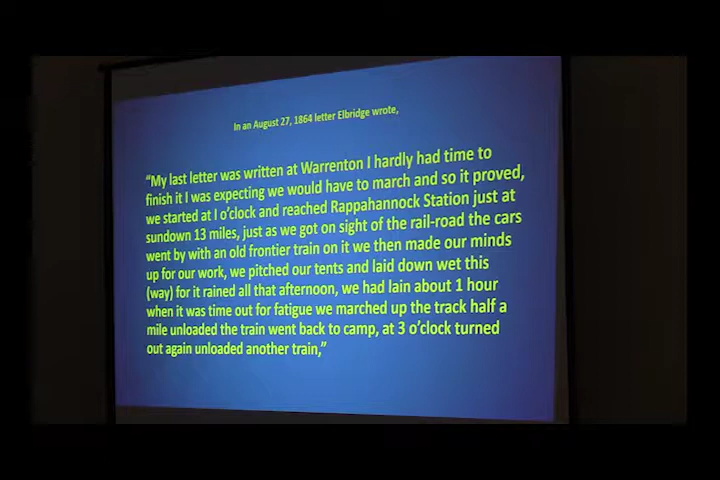 In an August 27, 1864 letter Elbridge wrote,
“My last letter was written at Warrenton I hardly had time to
finish it I was expecting we would have to march and so it proved,
we started at I o’clock and reached Rappahannock Station just at
sundown 13 miles, just as we got on sight of the rail-road the cars
went by with an old frontier train on it we then made our minds
up for our work, we pitched our tents and laid down wet this
(way) for it rained all that afternoon, we had lain about 1 hour
when it was time out for fatigue we marched up the track half a
mile unloaded the train went back to camp, at 3 o’clock turned
out again unloaded another train,”